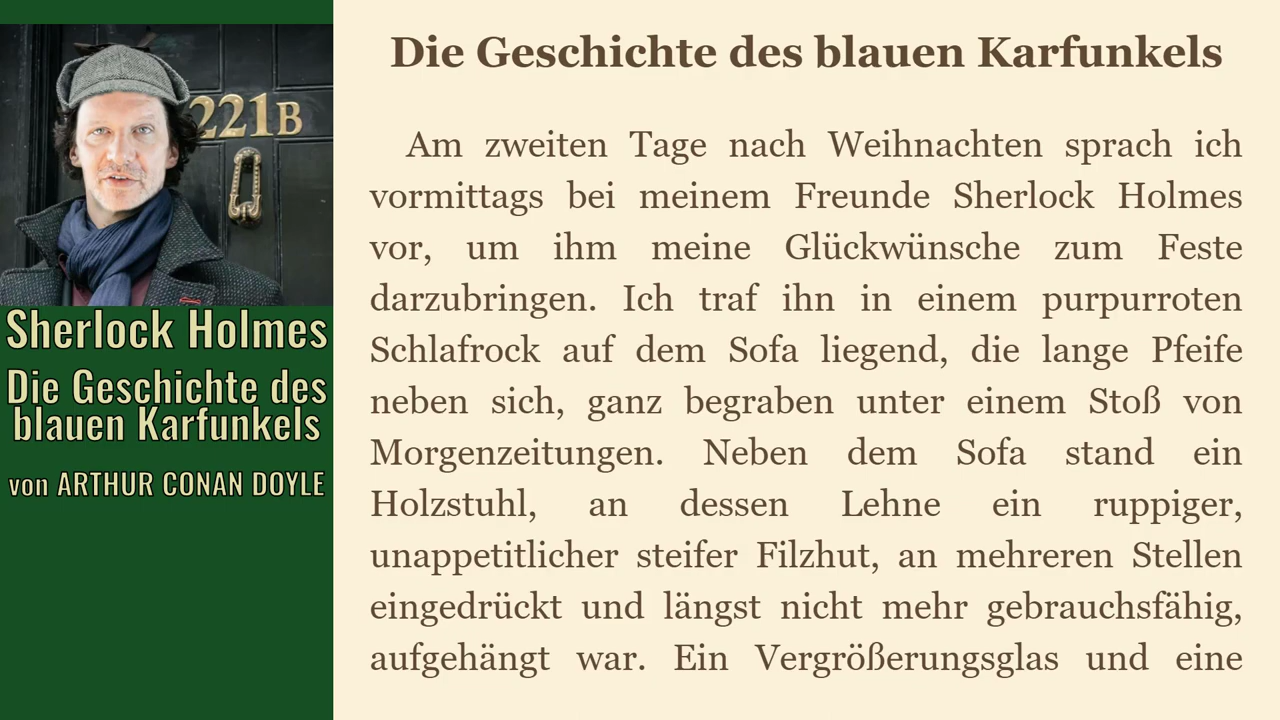 221B
Sherlock Holmes
Die Geschichte des
blauen Karfunkels
von ARTHUR CONAN DOYLE
Die Geschichte des blauen Karfunkels
Am zweiten Tage nach Weihnachten sprach ich
vormittags bei meinem Freunde Sherlock Holmes
vor, um ihm meine Glückwünsche zum Feste
darzubringen. Ich traf ihn in einem purpurroten
Schlafrock auf dem Sofa liegend, die lange Pfeife
neben sich, ganz begraben unter einem Stoß von
Morgenzeitungen. Neben dem Sofa stand ein
Holzstuhl, an dessen Lehne ein ruppiger,
unappetitlicher steifer Filzhut, an mehreren Stellen
eingedrückt und längst nicht mehr gebrauchsfähig,
aufgehängt war. Ein Vergrößerungsglas und eine